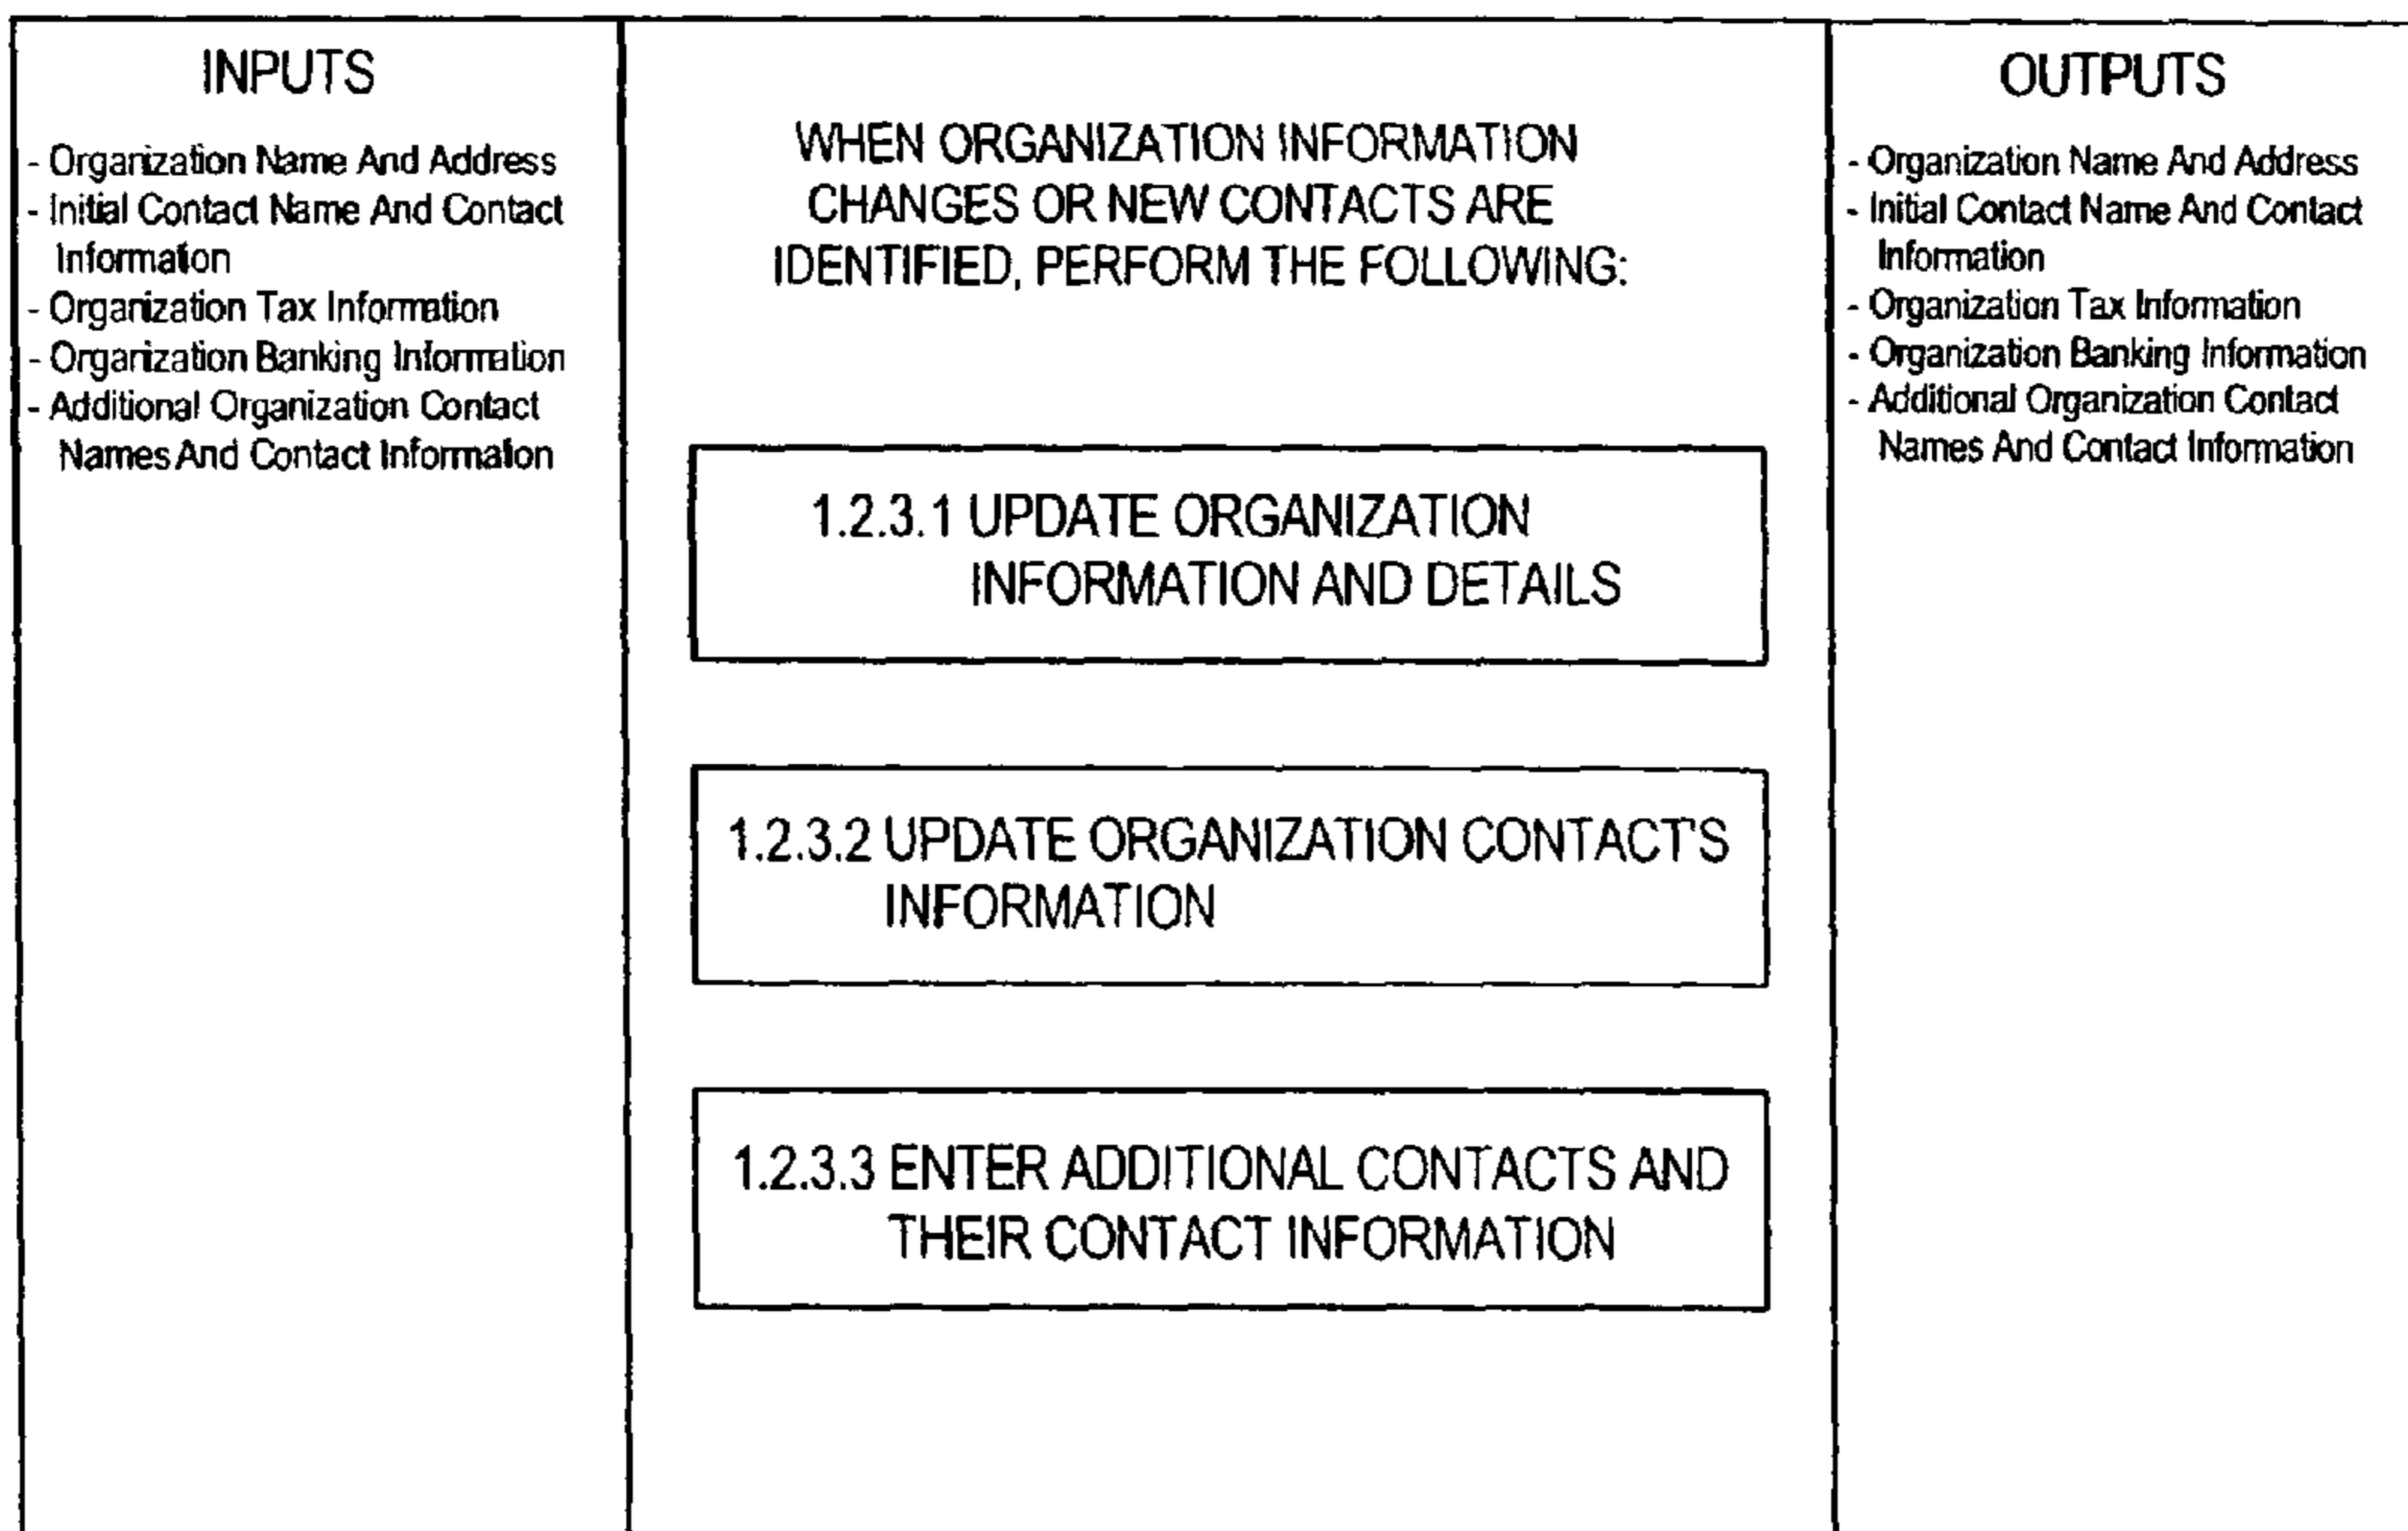 INPUTS
- Organization Name And Address
- Initial Contact Name And Contact
Information
- Organization Tax Information
- Organization Banking Information
- Additional Organization Contact
Names And Contact Information
WHEN ORGANIZATION INFORMATION
CHANGES OR NEW CONTACTS ARE
IDENTIFIED, PERFORM THE FOLLOWING:
1.2.3.1 UPDATE ORGANIZATION
INFORMATION AND DETAILS
1.2.3.2 UPDATE ORGANIZATION CONTACT'S
INFORMATION
1.2.3.3 ENTER ADDITIONAL CONTACTS AND
THEIR CONTACT INFORMATION
OUTPUTS
- Organization Name And Address
- Initial Contact Name And Contact
Information
- Organization Tax Information
- Organization Banking Information
- Additional Organization Contact
Names And Contact Information